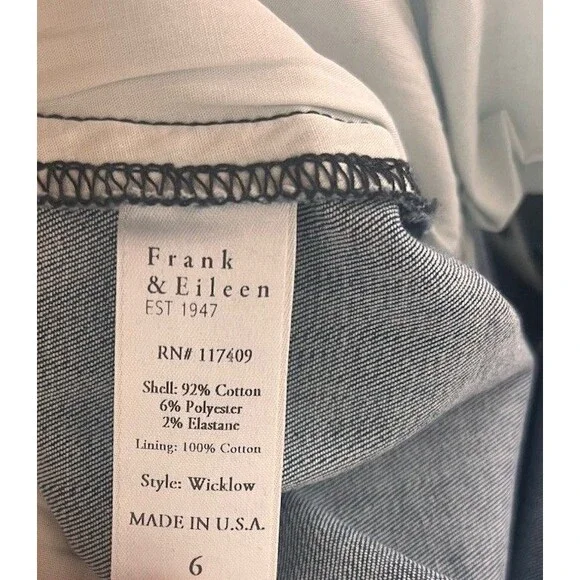 Frank
& Eileen
EST 1947
RN# 117409
Shell: 92% Cotton
6% Polyester
2% Elastane
Lining: 100% Cotton
Style: Wicklow
MADE IN U.S.A.
6